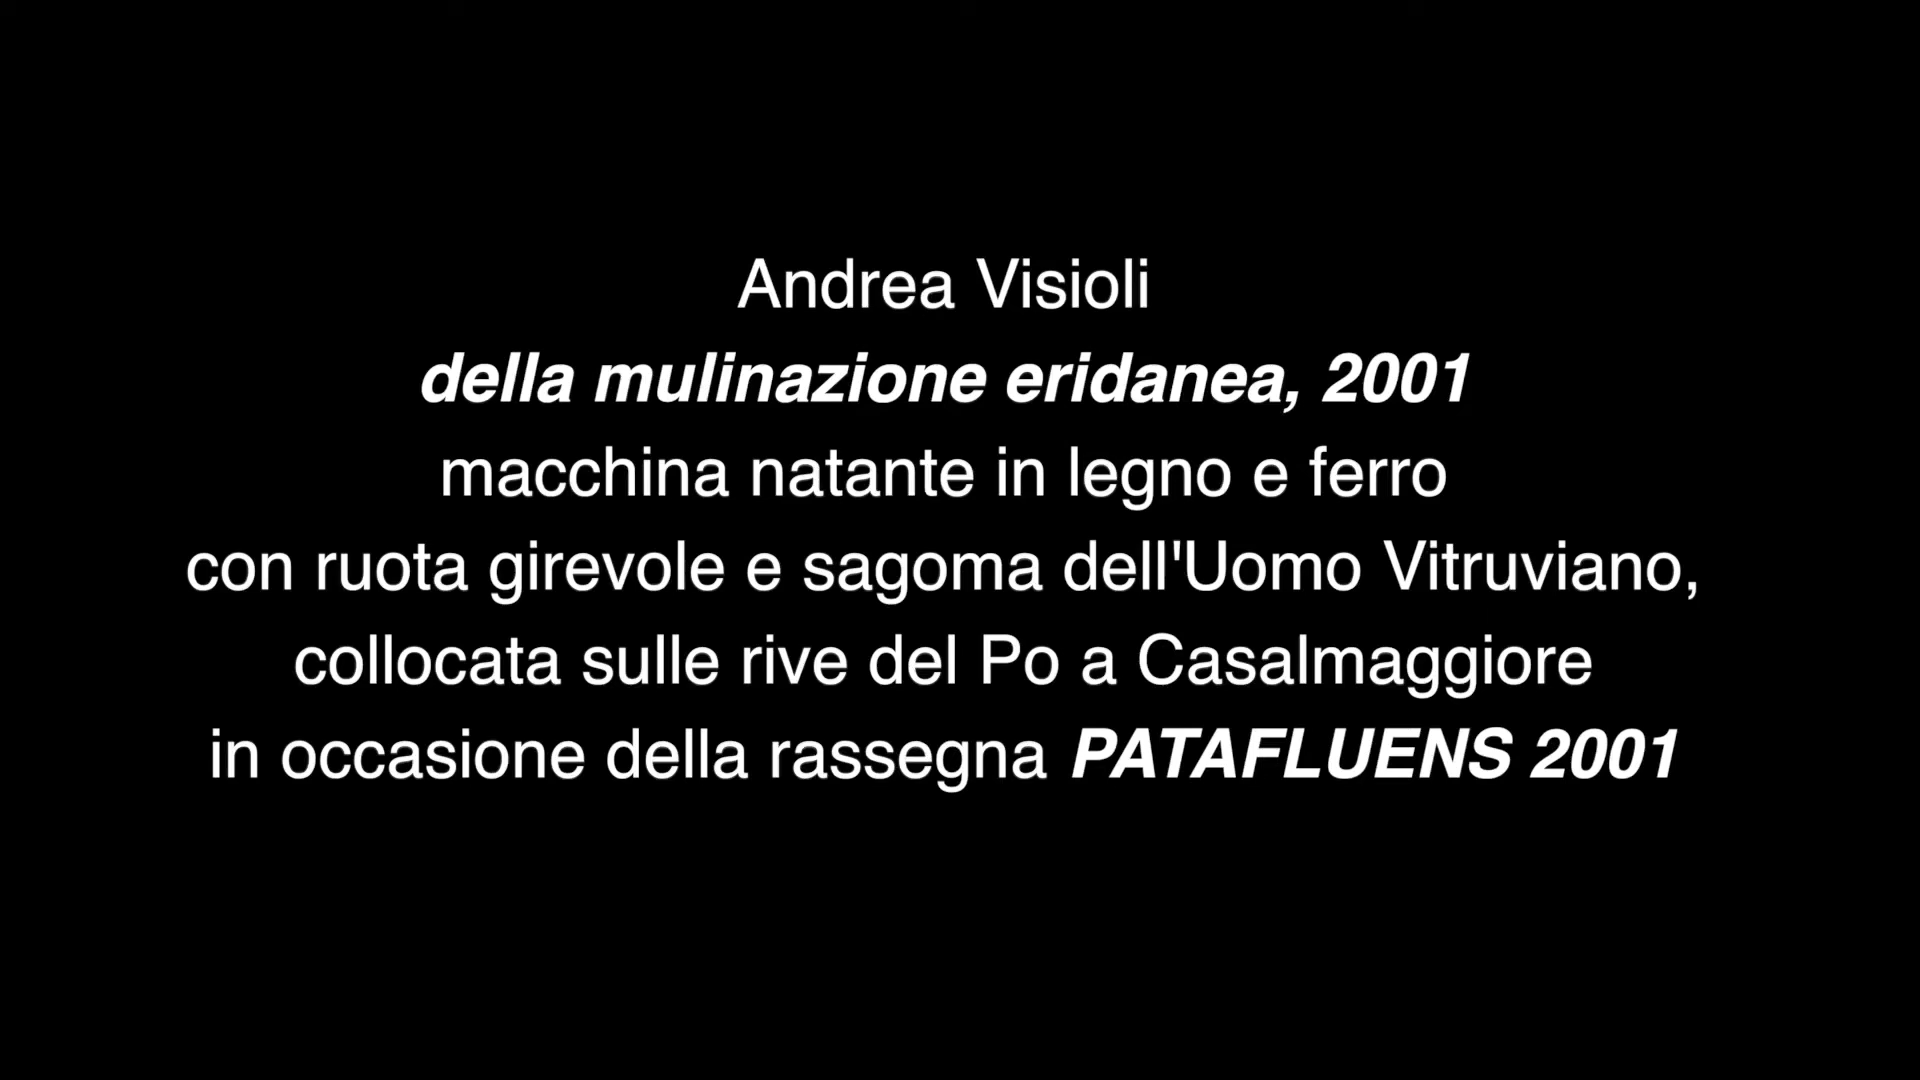 Andrea Visioli
della mulinazione eridanea, 2001
macchina natante in legno e ferro
con ruota girevole e sagoma dell'Uomo Vitruviano,
collocata sulle rive del Po a Casalmaggiore
in occasione della rassegna PATAFLUENS 2001